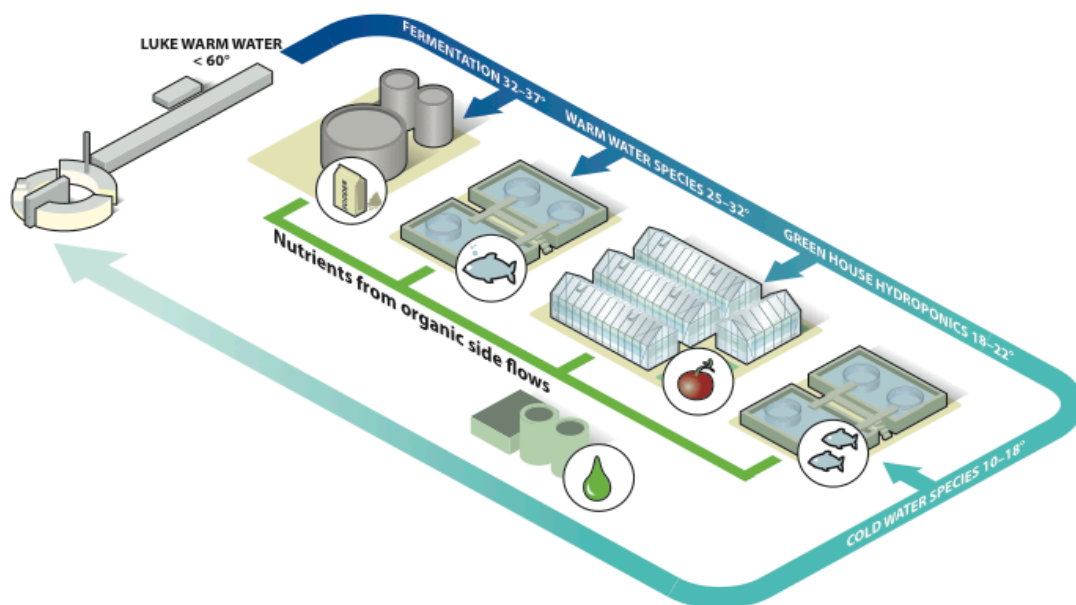 LUKE WARM WATER
< 60°
FERMENTATION 32–37°
WARM WATER SPECIES 25–32°
GREEN HOUSE HYDROPONICS 18–22°
COLD WATER SPECIES 10–18°
FODDER
Nutrients from organic side flows